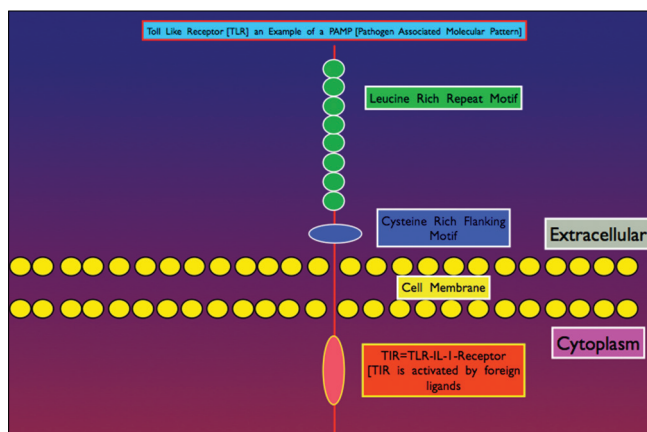 Toll Like Receptor [TLR] an Example of a PAMP [Pathogen Associated Molecular Pattern]
Leucine Rich Repeat Motif
Cysteine Rich Flanking
Motif
Extracellular
Cell Membrane
Cytoplasm
TIR=TLR-IL-1-Receptor
[TIR is activated by foreign
ligands